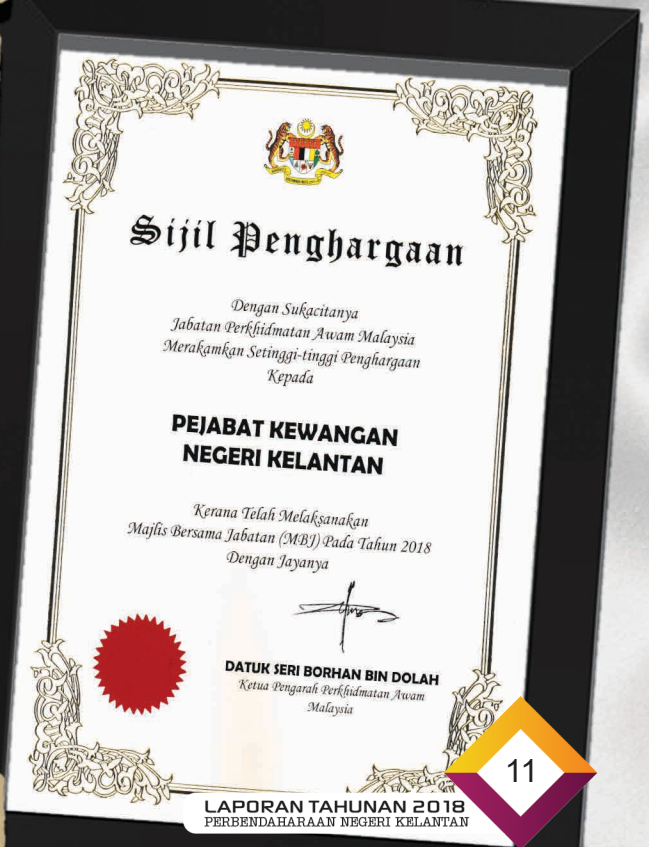 Sijil Penghargaan
Dengan Sukacitanya
Jabatan Perkhidmatan Awam Malaysia
Merakamkan Setinggi-tinggi Penghargaan
Kepada
PEJABAT KEWANGAN
NEGERI KELANTAN
Kerana Telah Melaksanakan
Majlis Bersama Jabatan (MBJ) Pada Tahun 2018
Dengan Jayanya
DATUK SERI BORHAN BIN DOLAH
Ketua Pengarah Perkhidmatan Awam
Malaysia
11
LAPORAN TAHUNAN 2018
PERBENDAHARAAN NEGERI KELANTAN